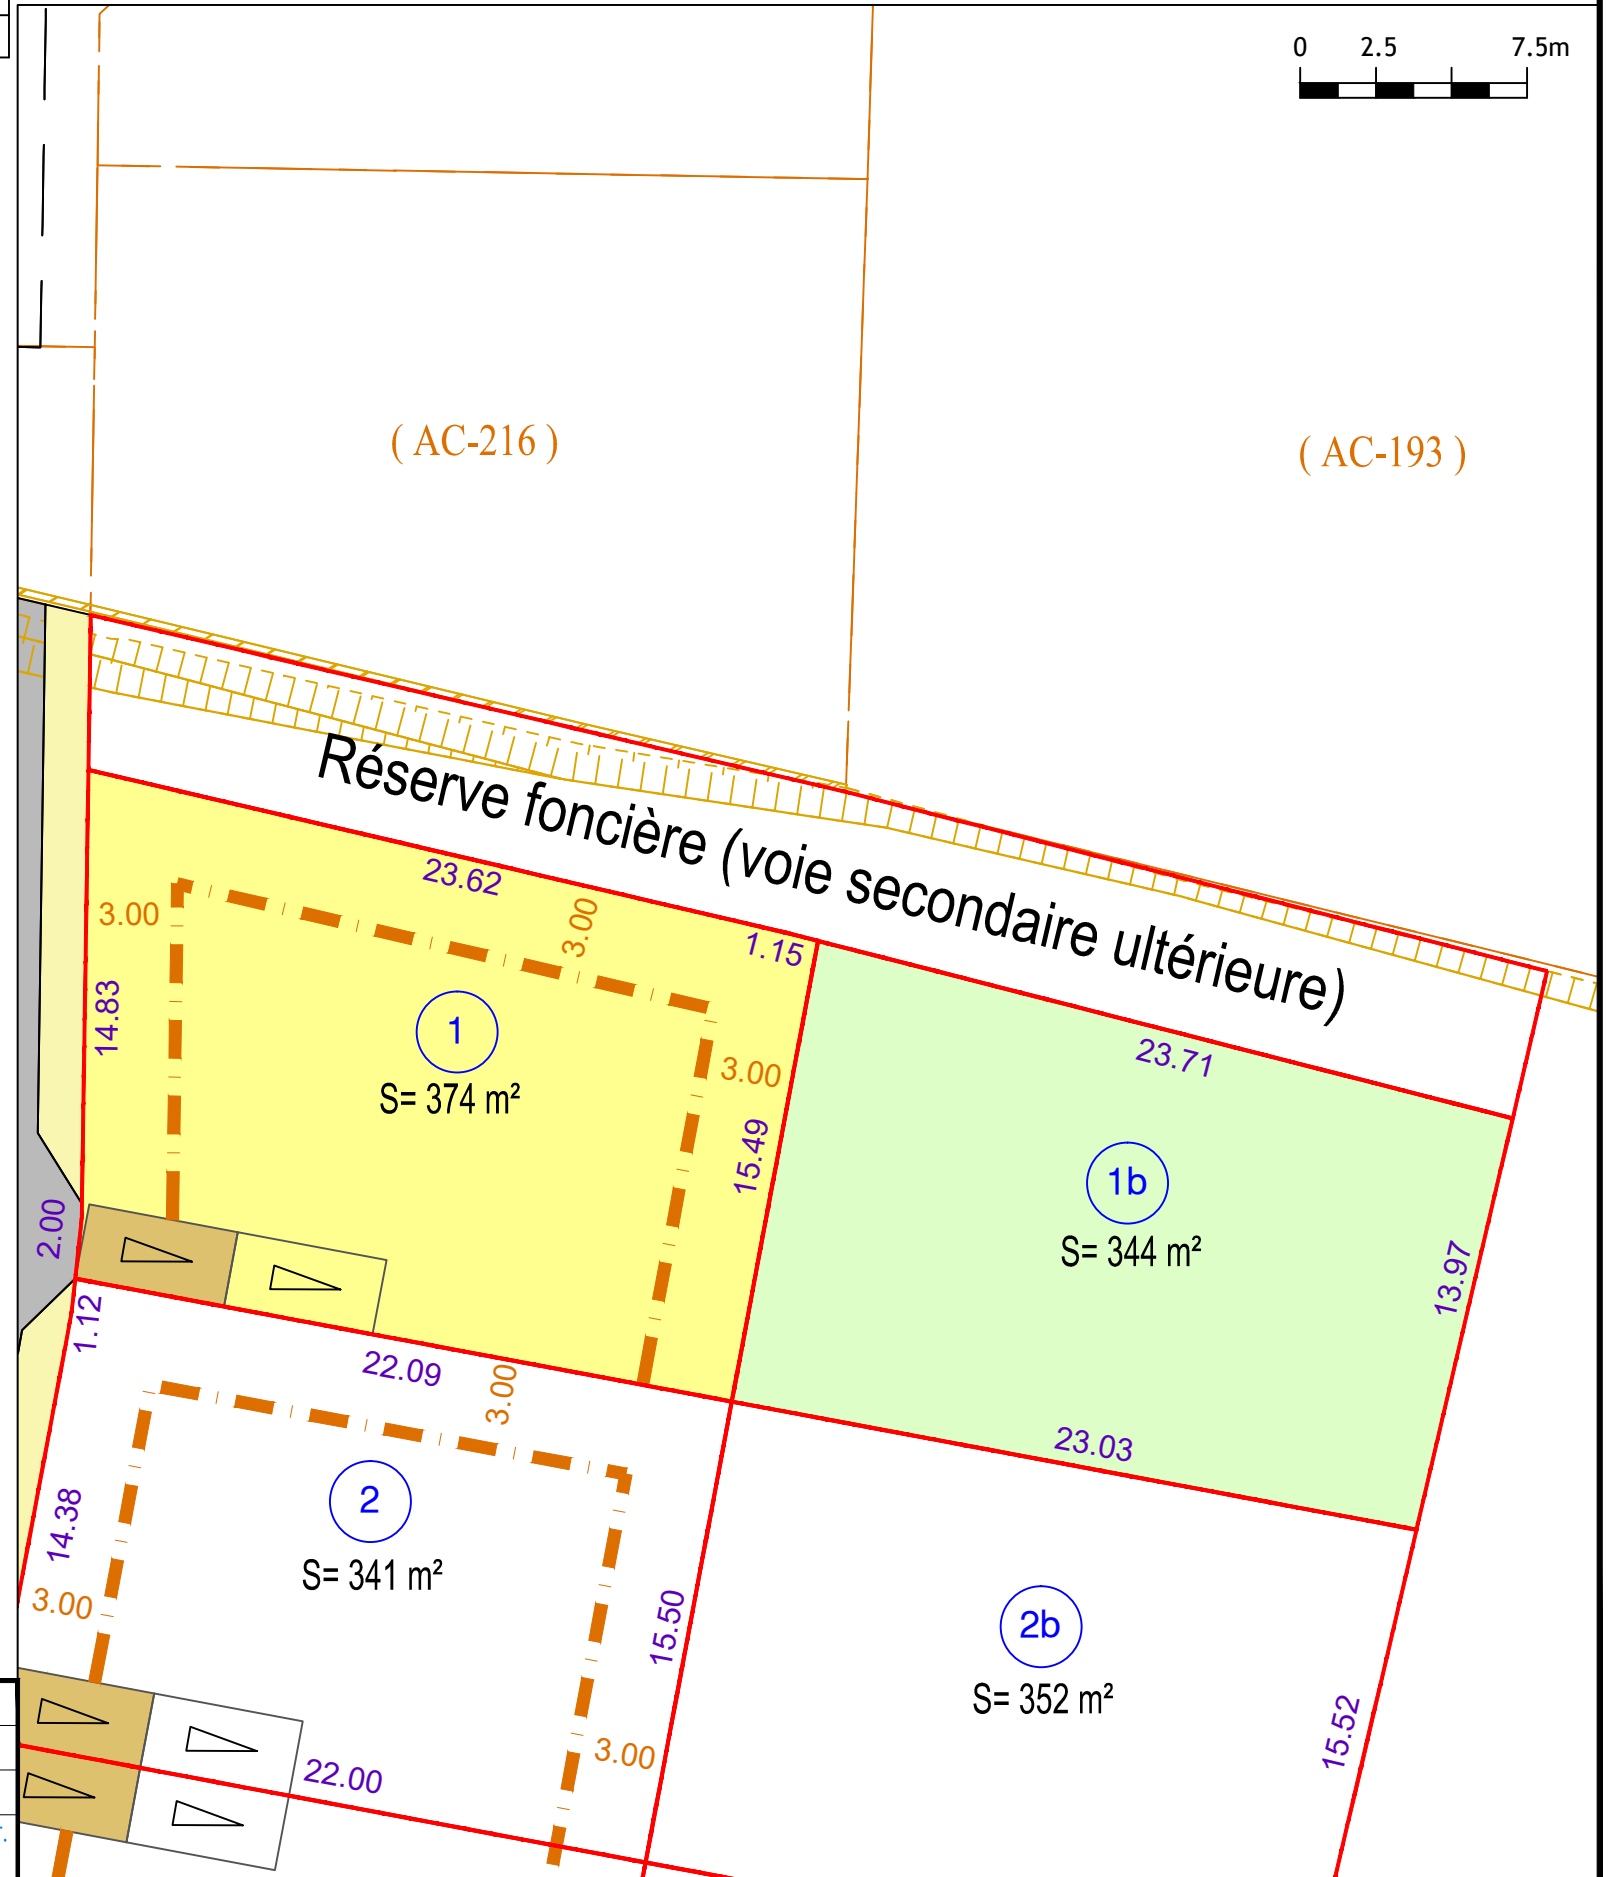 0 2.5 7.5m
( AC-216 )
( AC-193 )
Réserve foncière (voie secondaire ultérieure)
23.62
3.00
3.00
1.15
14.83
1
S= 374 m²
3.00
23.71
15.49
1b
S= 344 m²
2.00
13.97
1.12
22.09
3.00
23.03
2
S= 341 m²
14.38
3.00
15.50
2b
S= 352 m²
15.52
3.00
22.00